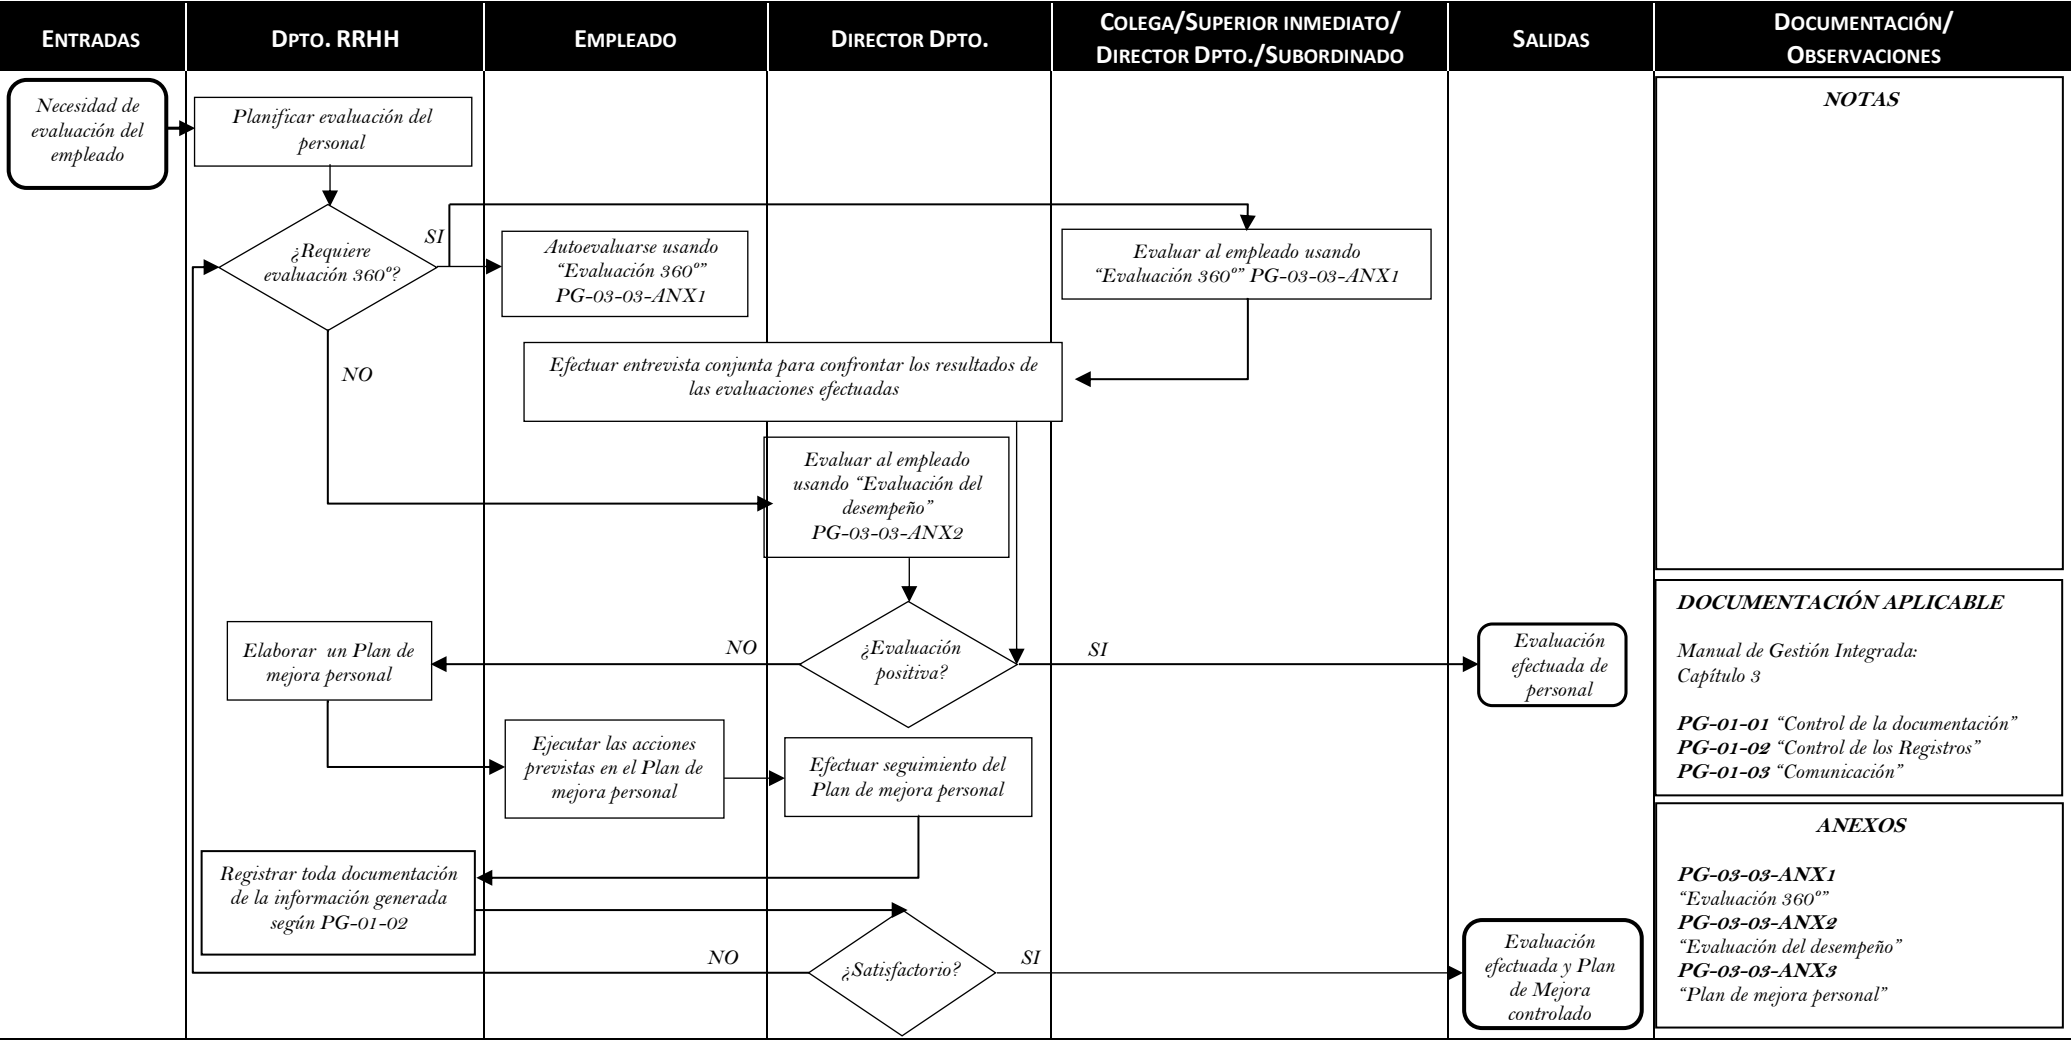 ENTRADAS
DPTO. RRHH
EMPLEADO
DIRECTOR DPTO.
COLEGA/SUPERIOR INMEDIATO/
DIRECTOR DPTO./SUBORDINADO
SALIDAS
DOCUMENTACIÓN/
OBSERVACIONES
Necesidad de
evaluación del
empleado
Planificar evaluación del
personal
¿Requiere
evaluación 360º?
SI
NO
Autoevaluarse usando
“Evaluación 360º”
PG-03-03-ANX1
Evaluar al empleado usando
“Evaluación 360º” PG-03-03-ANX1
Efectuar entrevista conjunta para confrontar los resultados de
las evaluaciones efectuadas
Evaluar al empleado
usando “Evaluación del
desempeño”
PG-03-03-ANX2
¿Evaluación
positiva?
NO
SI
Elaborar un Plan de
mejora personal
Evaluación
efectuada de
personal
Ejecutar las acciones
previstas en el Plan de
mejora personal
Efectuar seguimiento del
Plan de mejora personal
Registrar toda documentación
de la información generada
según PG-01-02
¿Satisfactorio?
NO
SI
Evaluación
efectuada y Plan
de Mejora
controlado
NOTAS
DOCUMENTACIÓN APLICABLE
Manual de Gestión Integrada:
Capítulo 3
PG-01-01 “Control de la documentación”
PG-01-02 “Control de los Registros”
PG-01-03 “Comunicación”
ANEXOS
PG-03-03-ANX1
“Evaluación 360º”
PG-03-03-ANX2
“Evaluación del desempeño”
PG-03-03-ANX3
“Plan de mejora personal”